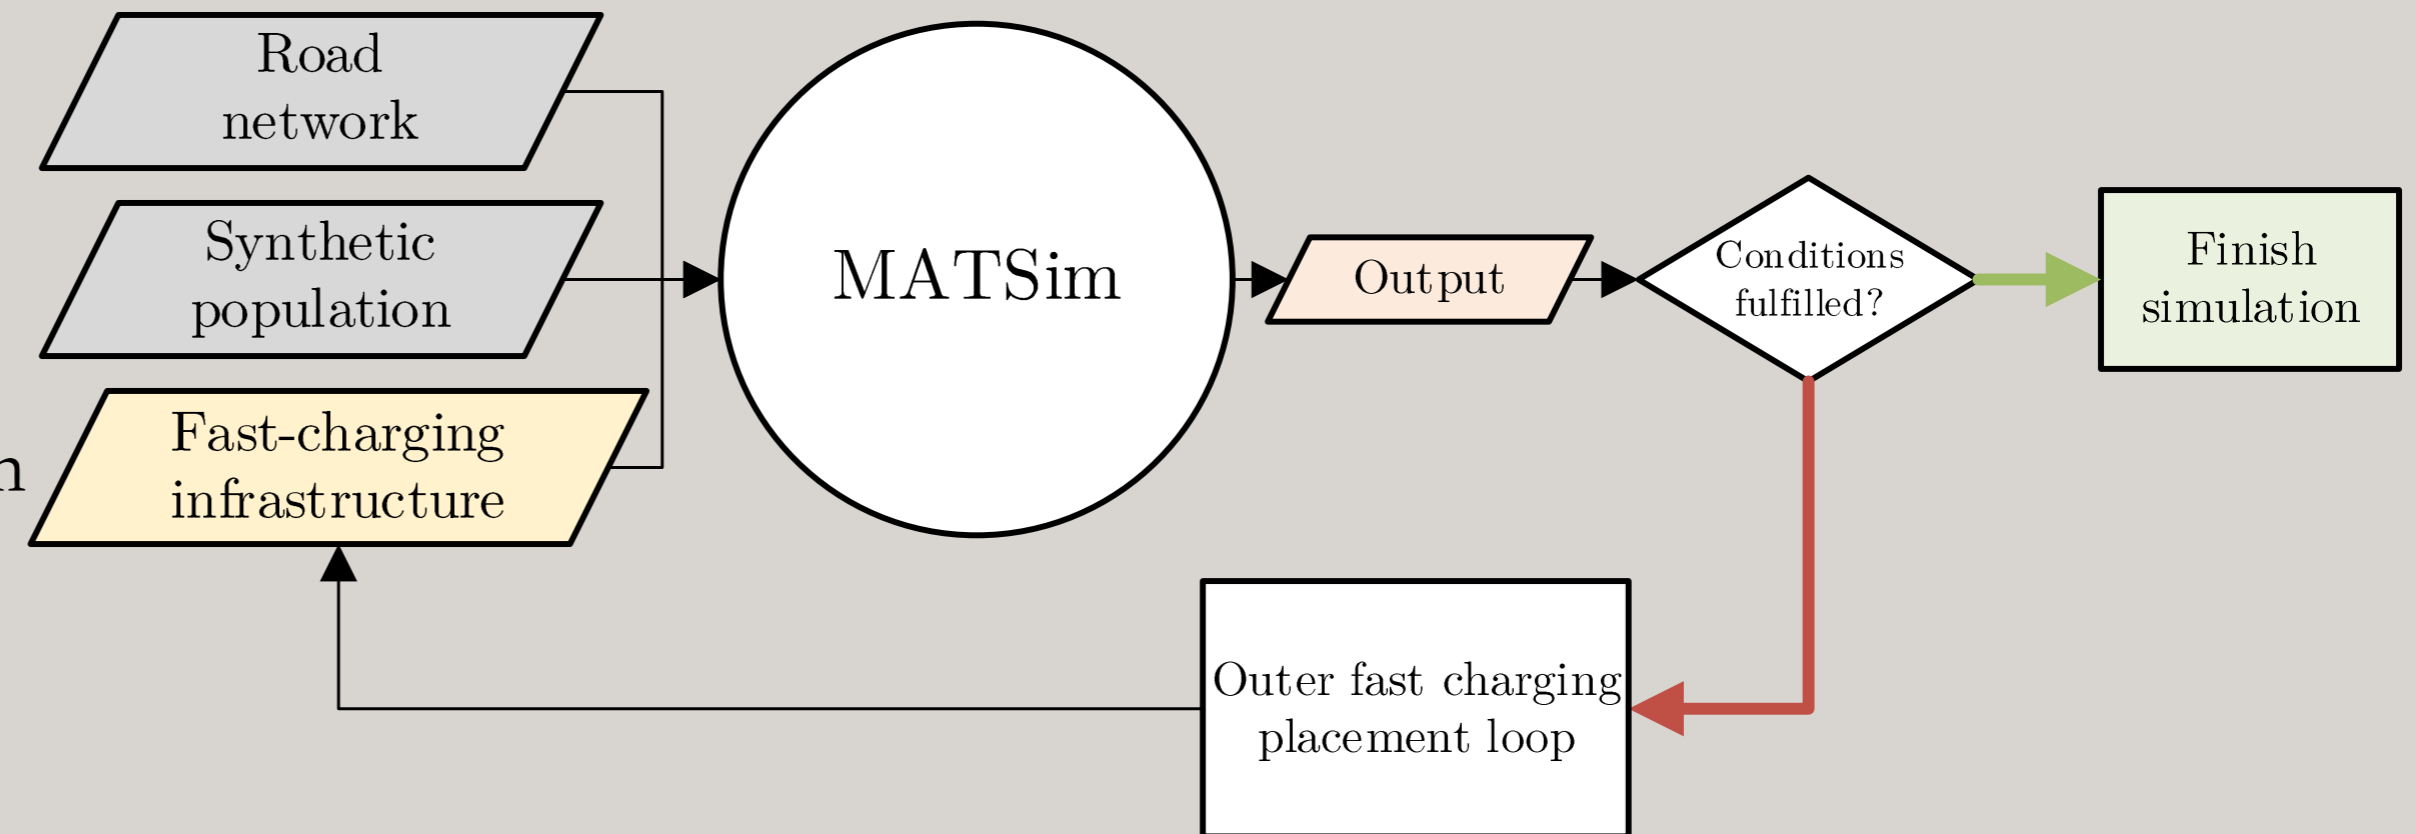 Road
network
Synthetic
population
Fast-charging
infrastructure
MATSim
Output
Conditions
fulfilled?
Finish
simulation
Outer fast charging
placement loop